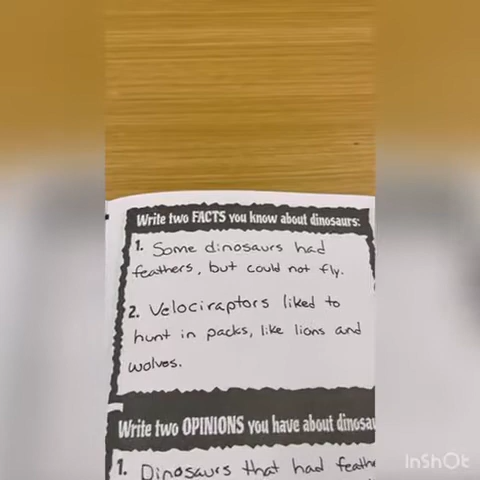 Write two FACTS you know about dinosaurs:
1. Some dinosaurs had
feathers, but could not fly.
2. Velociraptors liked to
hunt in packs, like lions and
wolves.
Write two OPINIONS you have about dinosau
1. Dinosaurs that had feathe
InShOt